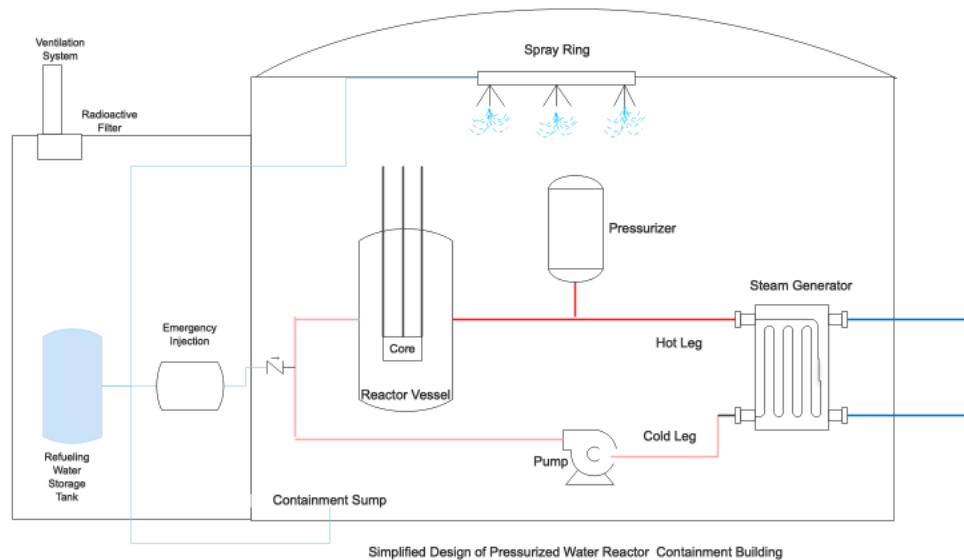 Ventilation
System
Spray Ring
Radioactive
Filter
Pressurizer
Steam Generator
Emergency
Injection
Core
Hot Leg
Reactor Vessel
Cold Leg
Pump
Refueling
Water
Storage
Tank
Containment Sump
Simplified Design of Pressurized Water Reactor Containment Building